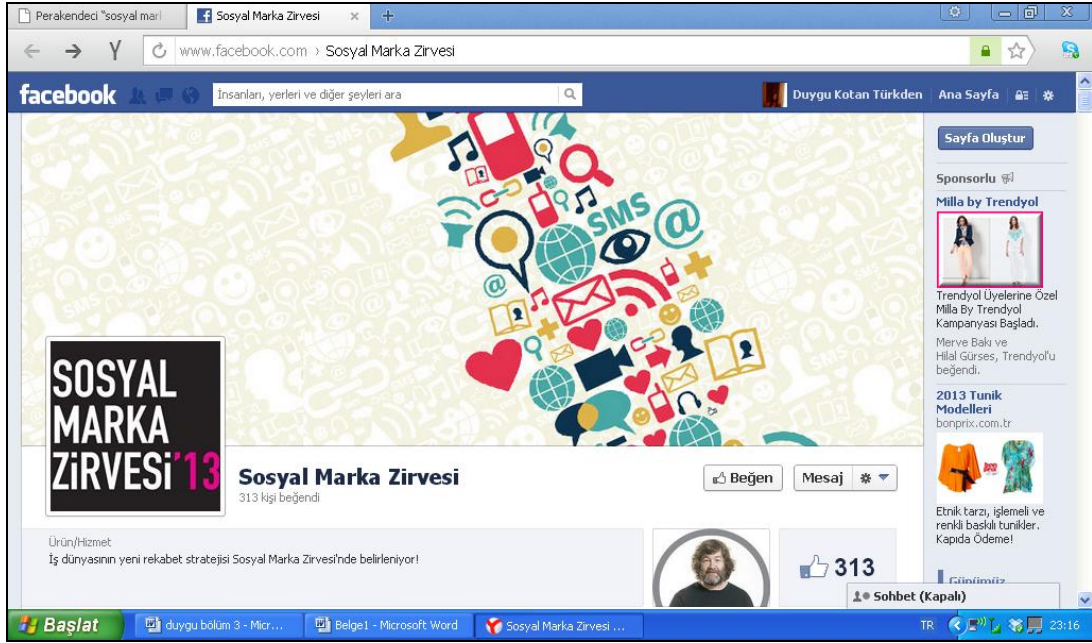 Perakendeci "sosyal marl
Sosyal Marka Zirvesi
www.facebook.com › Sosyal Marka Zirvesi
facebook
İnsanları, yerleri ve diğer şeyleri ara
Duygu Kotan Türkden
Ana Sayfa
SMS
@
@
SOSYAL
MARKA
ZİRVESİ'13
Sosyal Marka Zirvesi
313 kişi beğendi
Beğen
Mesaj
Ürün/Hizmet
İş dünyasının yeni rekabet stratejisi Sosyal Marka Zirvesi'nde belirleniyor!
313
Sayfa Oluştur
Sponsorlu
Milla by Trendyol
Trendyol Üyelerine Özel
Milla By Trendyol
Kampanyası Başladı.
Merve Bakı ve
Hilal Gürses, Trendyol'u
beğendi.
2013 Tunik
Modelleri
bonprix.com.tr
Etnik tarzı, işlemeli ve
renkli baskılı tunikler.
Kapıda Ödeme!
Günümüz
Sohbet (Kapalı)
Başlat
duygu bölüm 3 - Micr...
Belge1 - Microsoft Word
Sosyal Marka Zirvesi ...
TR
23:16